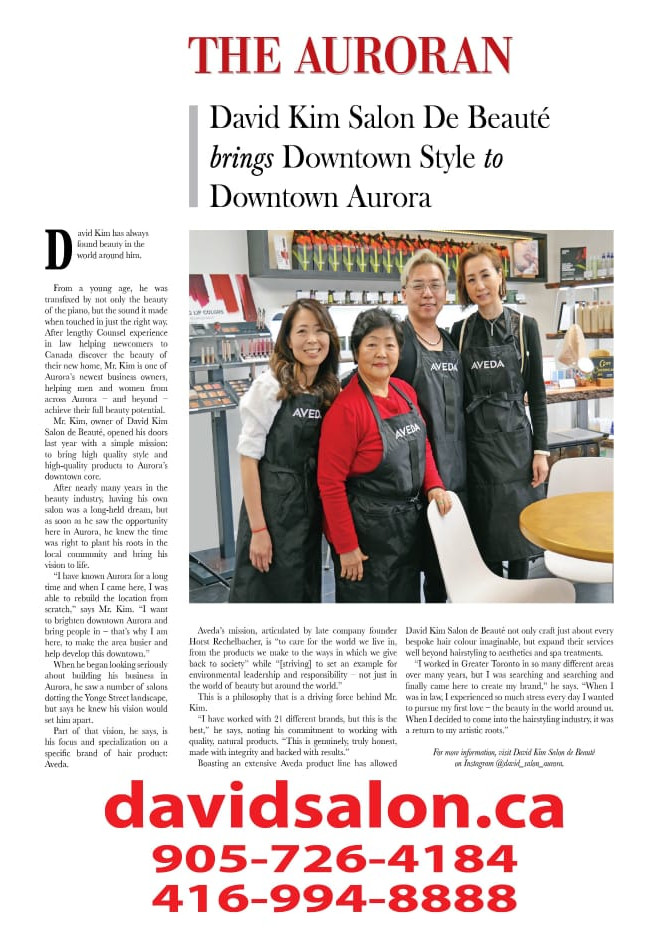 THE AURORAN
David Kim Salon De Beauté
brings Downtown Style to
Downtown Aurora
David Kim has always
found beauty in the
world around him.
From a young age, he was
transfixed by not only the beauty
of the piano, but the sound it made
when touched in just the right way.
After lengthy Counsel experience
in law helping newcomers to
Canada discover the beauty of
their new home, Mr. Kim is one of
Aurora's newest business owners,
helping men and women from
across Aurora – and beyond –
achieve their full beauty potential.
Mr. Kim, owner of David Kim
Salon de Beauté, opened his doors
last year with a simple mission:
to bring high quality style and
high-quality products to Aurora's
downtown core.
After nearly many years in the
beauty industry, having his own
salon was a long-held dream, but
as soon as he saw the opportunity
here in Aurora, he knew the time
was right to plant his roots in the
local community and bring his
vision to life.
"I have known Aurora for a long
time and when I came here, I was
able to rebuild the location from
scratch," says Mr. Kim. "I want
to brighten downtown Aurora and
bring people in – that's why I am
here, to make the area busier and
help develop this downtown."
When he began looking seriously
about building his business in
Aurora, he saw a number of salons
dotting the Yonge Street landscape,
but says he knew his vision would
set him apart.
Part of that vision, he says, is
his focus and specialization on a
specific brand of hair product:
Aveda.
LIP COLORS
AVEDA
AVEDA
AVEDA
AVEDA
Aveda's mission, articulated by late company founder
Horst Rechelbacher, is "to care for the world we live in,
from the products we make to the ways in which we give
back to society" while "[striving] to set an example for
environmental leadership and responsibility – not just in
the world of beauty but around the world."
This is a philosophy that is a driving force behind Mr.
Kim.
"I have worked with 21 different brands, but this is the
best," he says, noting his commitment to working with
quality, natural products. "This is genuinely, truly honest,
made with integrity and backed with results."
Boasting an extensive Aveda product line has allowed
David Kim Salon de Beauté not only craft just about every
bespoke hair colour imaginable, but expand their services
well beyond hairstyling to aesthetics and spa treatments.
"I worked in Greater Toronto in so many different areas
over many years, but I was searching and searching and
finally came here to create my brand," he says. "When I
was in law, I experienced so much stress every day I wanted
to pursue my first love – the beauty in the world around us.
When I decided to come into the hairstyling industry, it was
a return to my artistic roots."
For more information, visit David Kim Salon de Beauté
on Instagram @david_salon_aurora.
davidsalon.ca
905-726-4184
416-994-8888